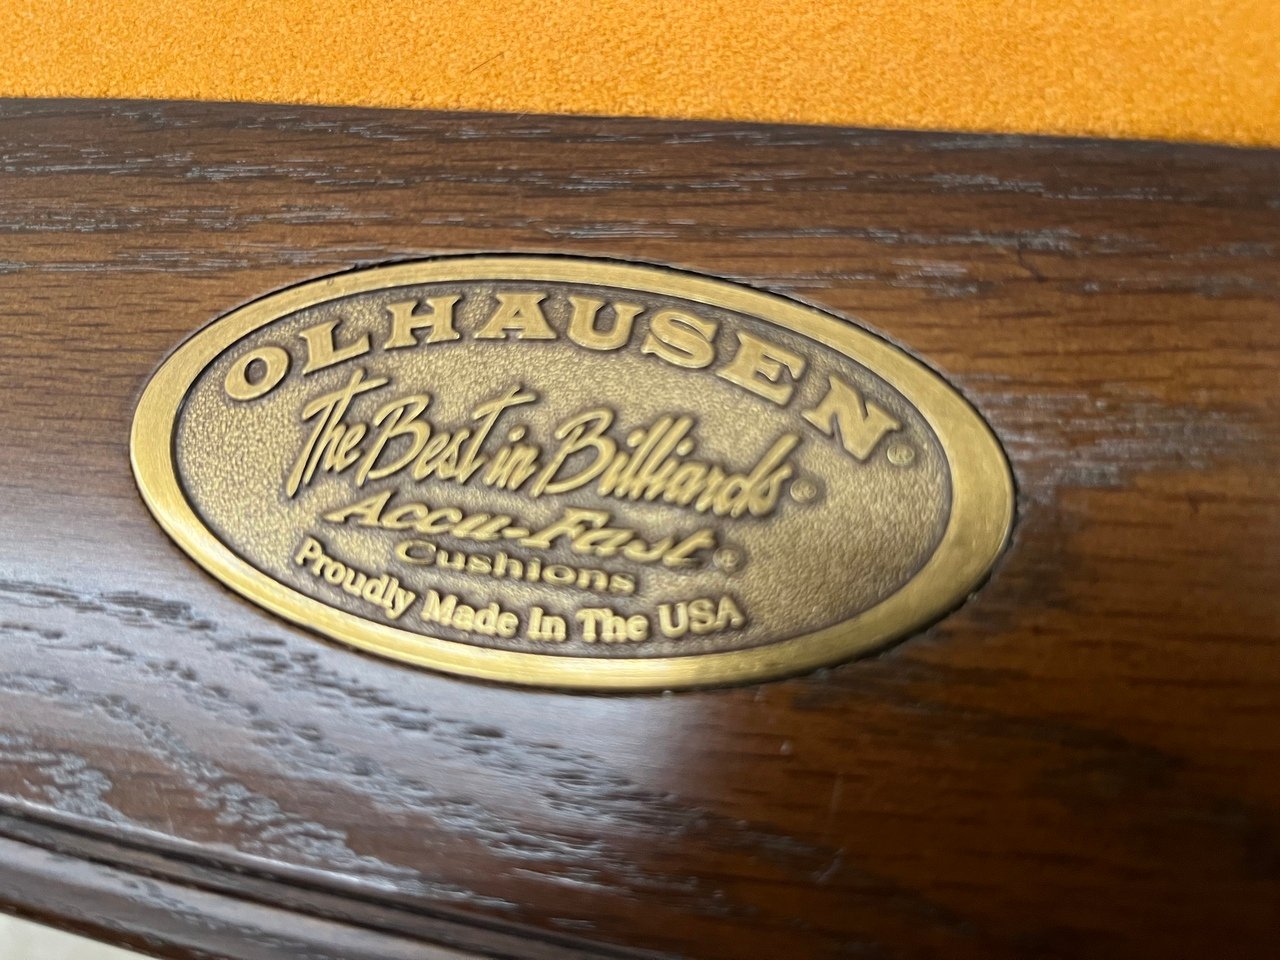 OLHAUSEN®
The Best in Billiards®
Accu-Fast®
Cushions
Proudly Made In The USA